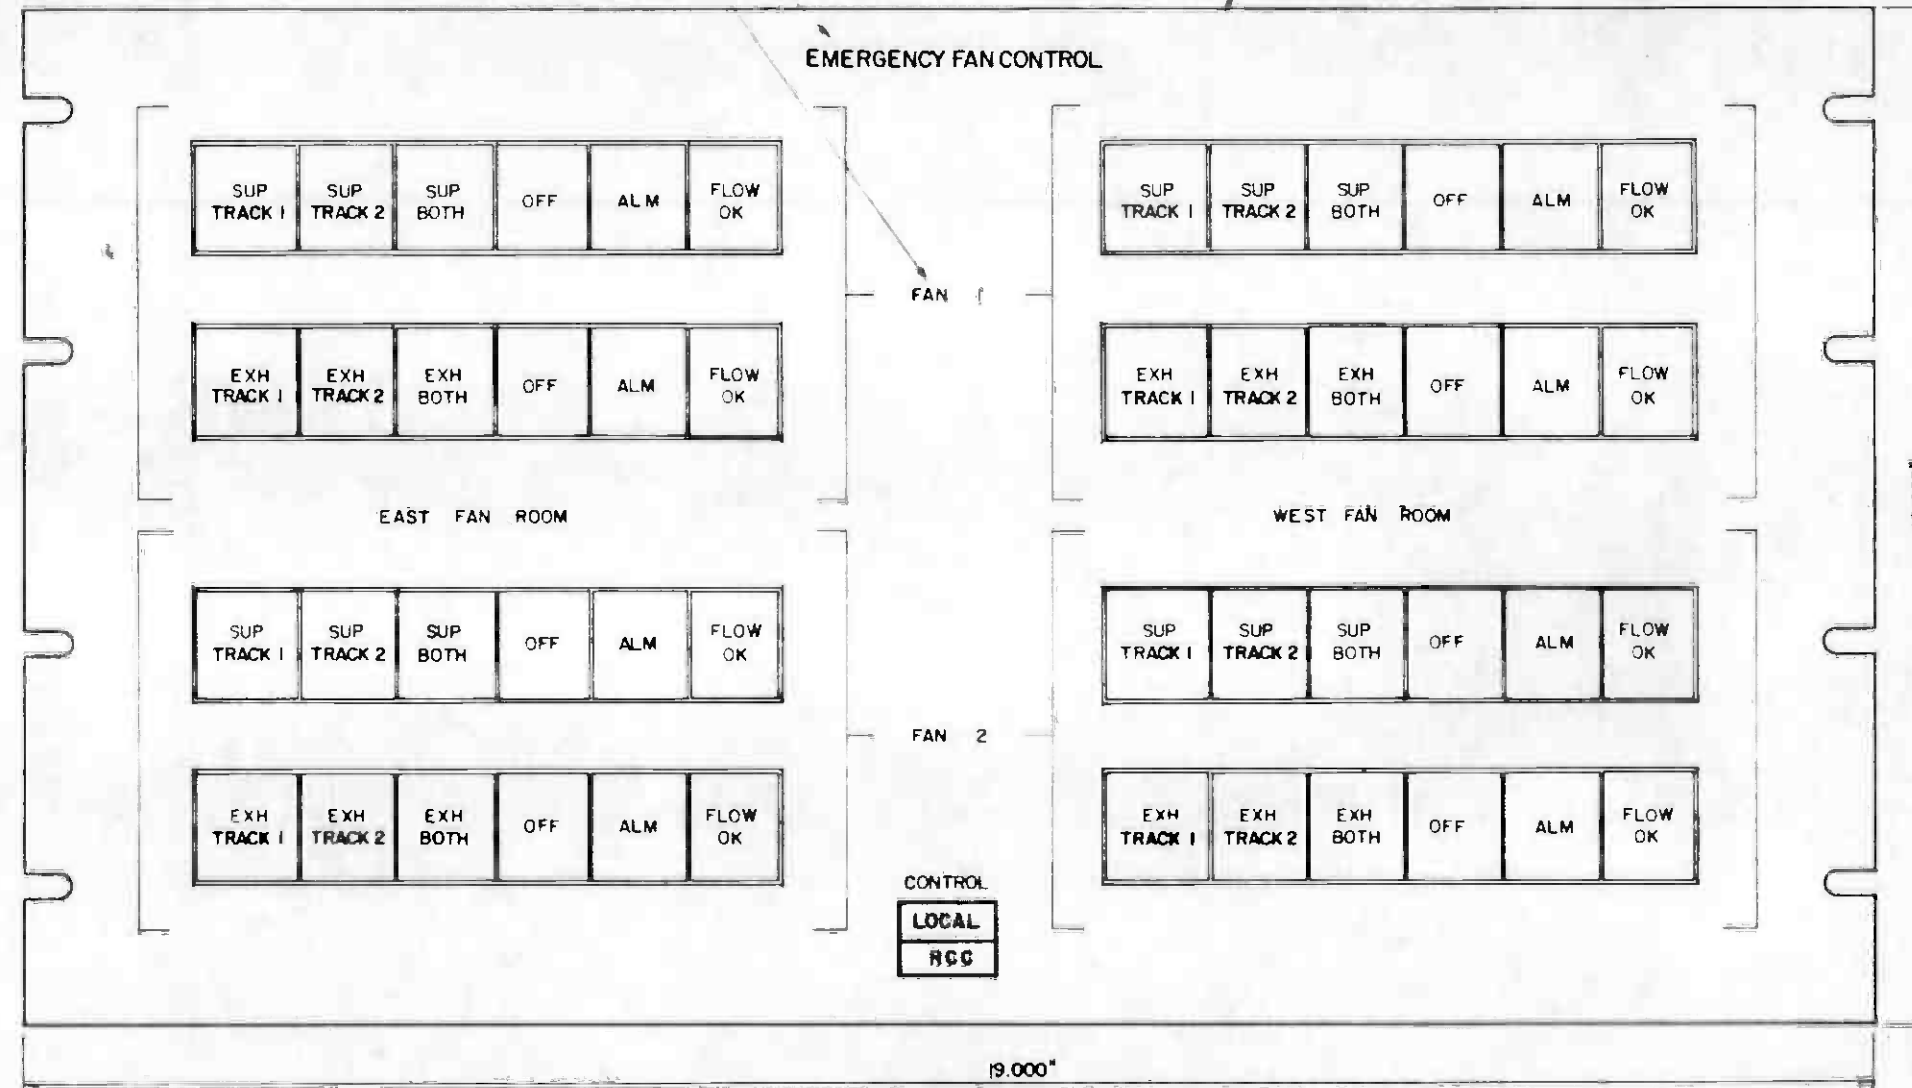 EMERGENCY FAN CONTROL
SUP TRACK 1
SUP TRACK 2
SUP BOTH
OFF
ALM
FLOW OK
SUP TRACK 1
SUP TRACK 2
SUP BOTH
OFF
ALM
FLOW OK
FAN 1
EXH TRACK 1
EXH TRACK 2
EXH BOTH
OFF
ALM
FLOW OK
EXH TRACK 1
EXH TRACK 2
EXH BOTH
OFF
ALM
FLOW OK
EAST FAN ROOM
WEST FAN ROOM
SUP TRACK 1
SUP TRACK 2
SUP BOTH
OFF
ALM
FLOW OK
SUP TRACK 1
SUP TRACK 2
SUP BOTH
OFF
ALM
FLOW OK
FAN 2
EXH TRACK 1
EXH TRACK 2
EXH BOTH
OFF
ALM
FLOW OK
EXH TRACK 1
EXH TRACK 2
EXH BOTH
OFF
ALM
FLOW OK
CONTROL
LOCAL
RCC
19.000"